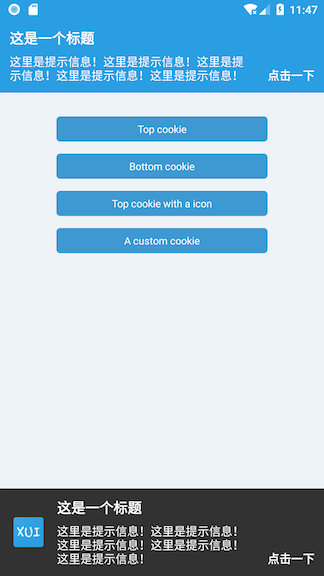 11:47
这是一个标题
这里是提示信息！这里是提示信息！这里是提
示信息！这里是提示信息！这里是提示信息！
点击一下
Top cookie
Bottom cookie
Top cookie with a icon
A custom cookie
这是一个标题
XUI
这里是提示信息！这里是提示信息！
这里是提示信息！这里是提示信息！
这里是提示信息！
点击一下